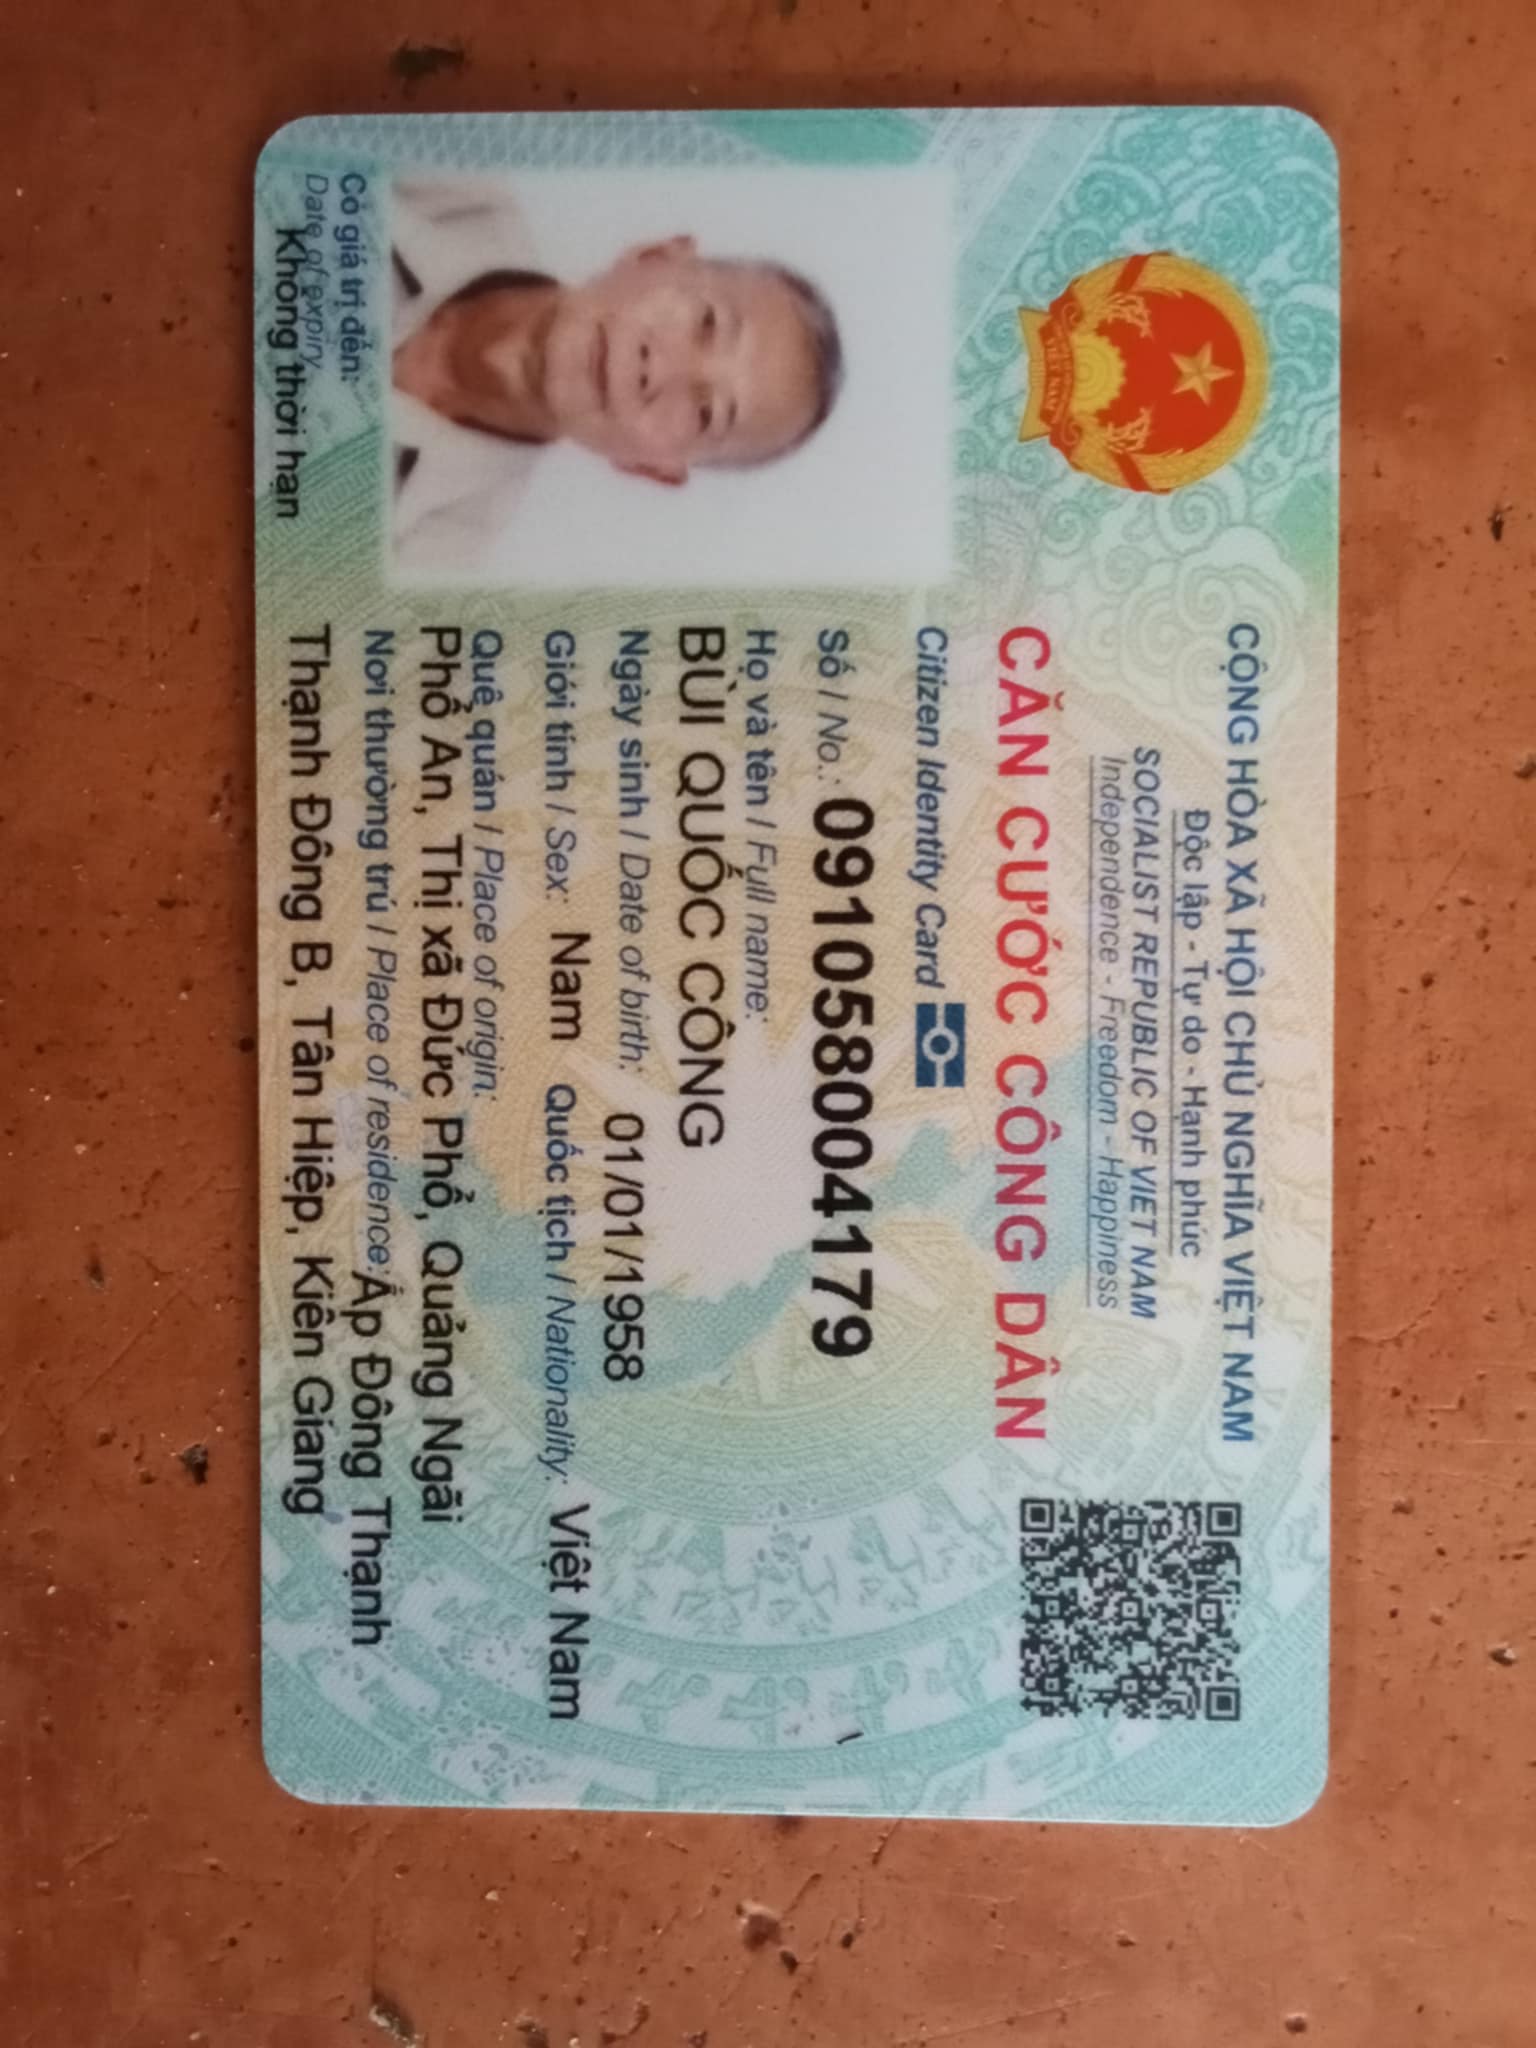 CỘNG HÒA XÃ HỘI CHỦ NGHĨA VIỆT NAM
Độc lập - Tự do - Hạnh phúc
SOCIALIST REPUBLIC OF VIET NAM
Independence - Freedom - Happiness
CĂN CƯỚC CÔNG DÂN
Citizen Identity Card
Số / No.: 091058004179
Họ và tên / Full name:
BÙI QUỐC CÔNG
Ngày sinh / Date of birth: 01/01/1958
Giới tính / Sex: Nam Quốc tịch / Nationality: Việt Nam
Quê quán / Place of origin:
Phổ An, Thị xã Đức Phổ, Quảng Ngãi
Nơi thường trú / Place of residence: Ấp Đông Thạnh
Thạnh Đông B, Tân Hiệp, Kiên Giang
Có giá trị đến:
Date of expiry
Không thời hạn
VIỆT NAM